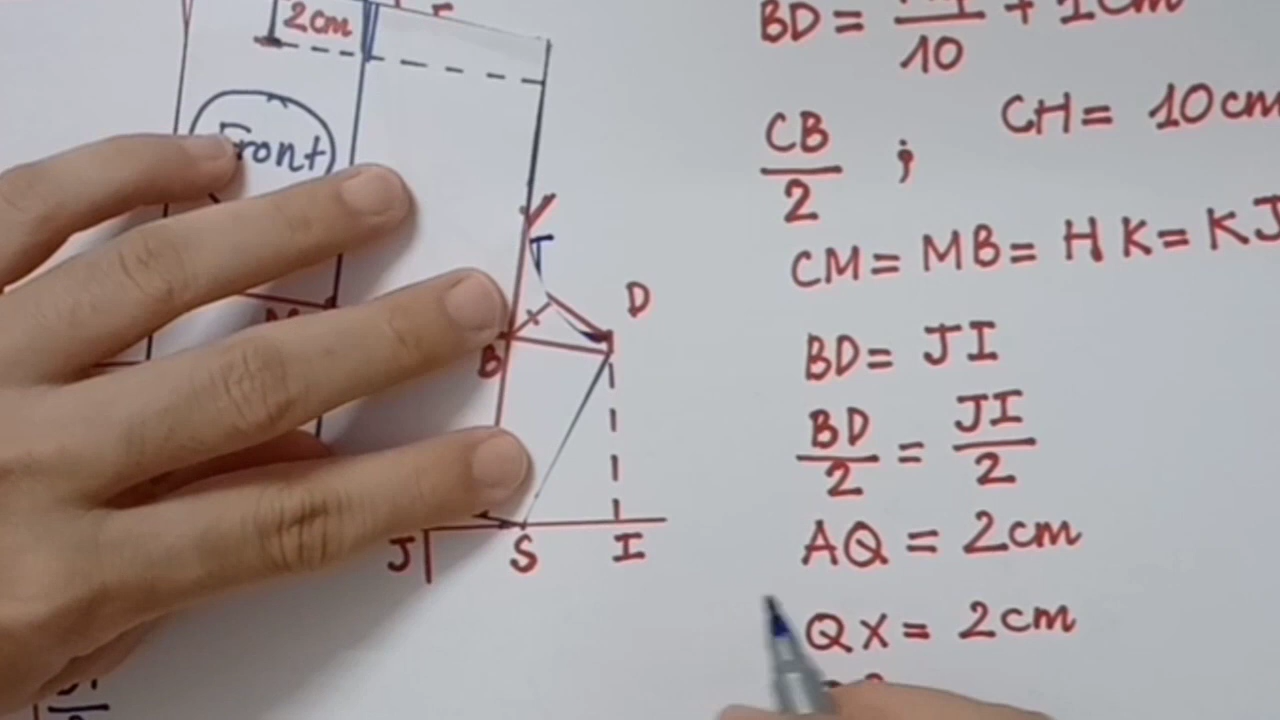 2cm
BD = /10 + 1cm
CB/2 ; CH= 10cm
Front
CM= MB= HK= KJ
T
D
B
BD= JI
BD/2 = JI/2
AQ = 2cm
J S I
QX = 2cm